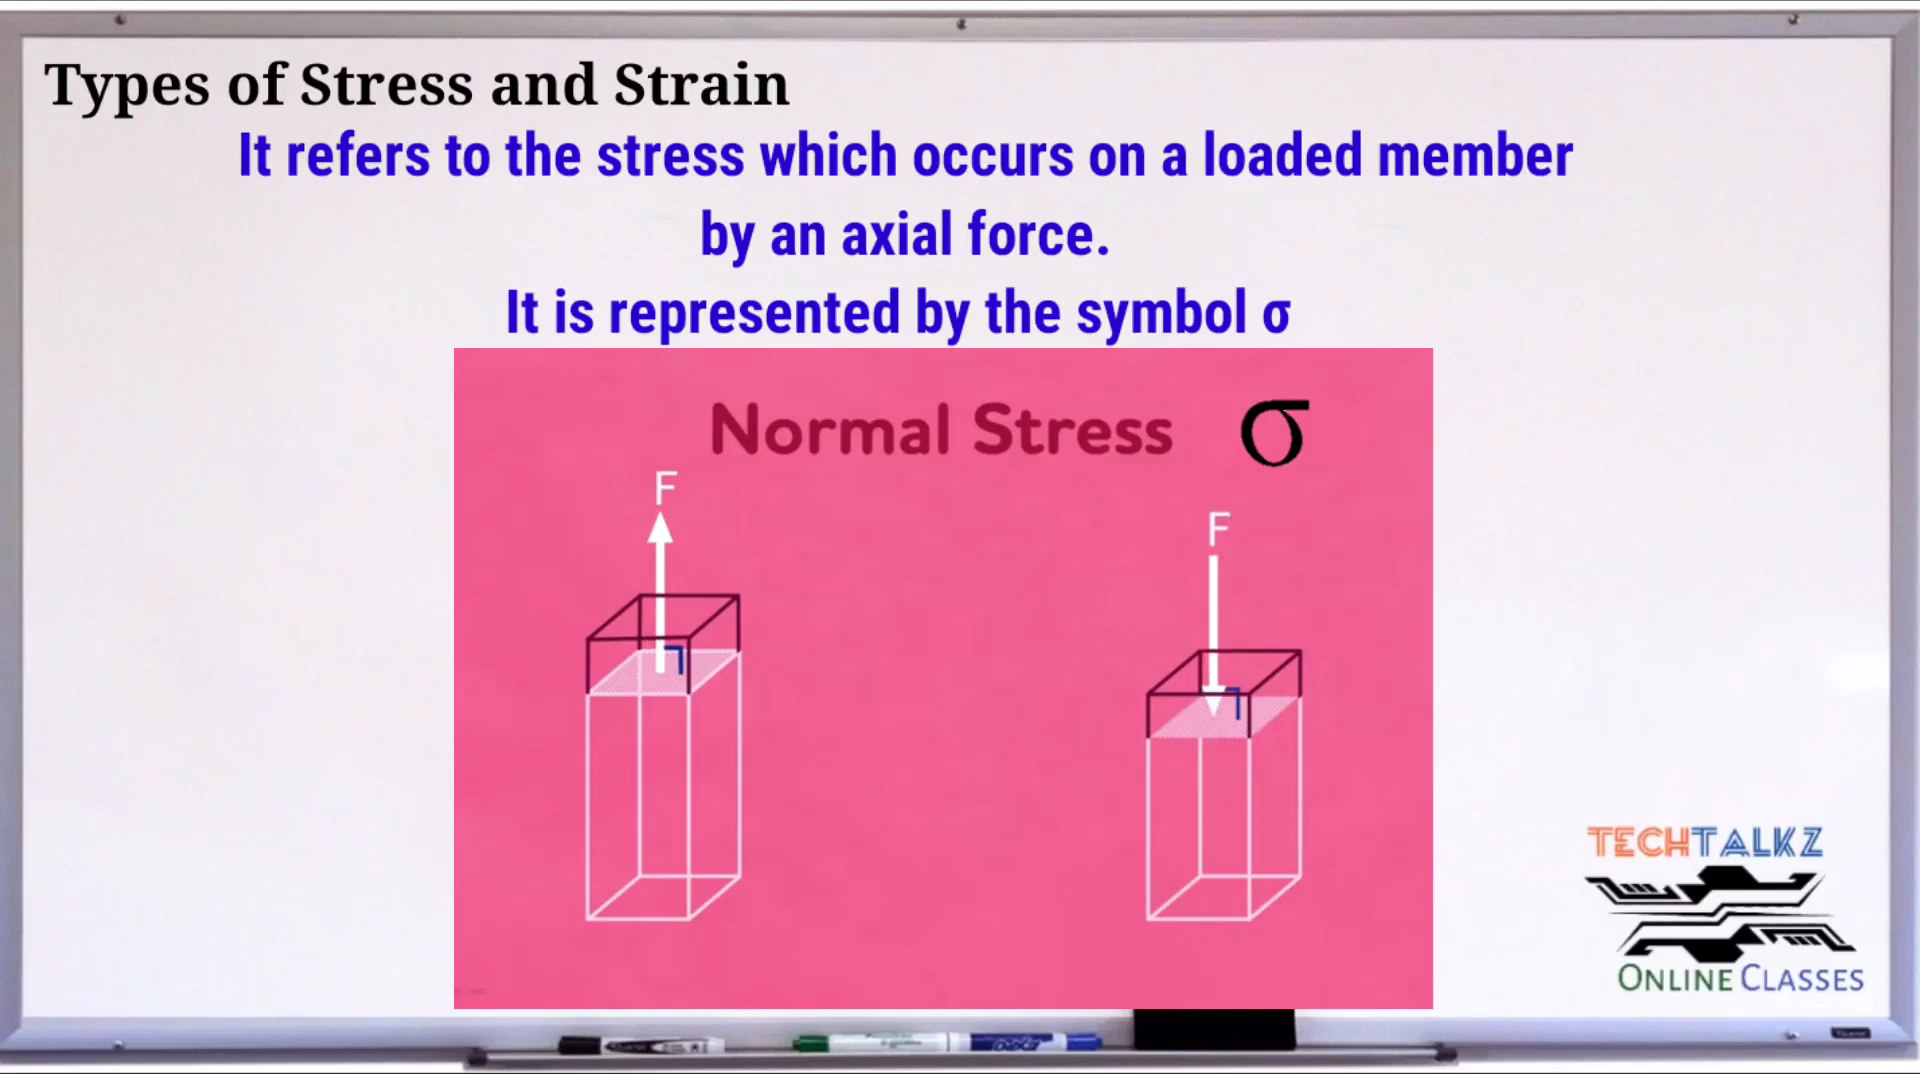 Types of Stress and Strain
It refers to the stress which occurs on a loaded member
by an axial force.
It is represented by the symbol σ
Normal Stress σ
F
F
TECHTALKZ
ONLINE CLASSES